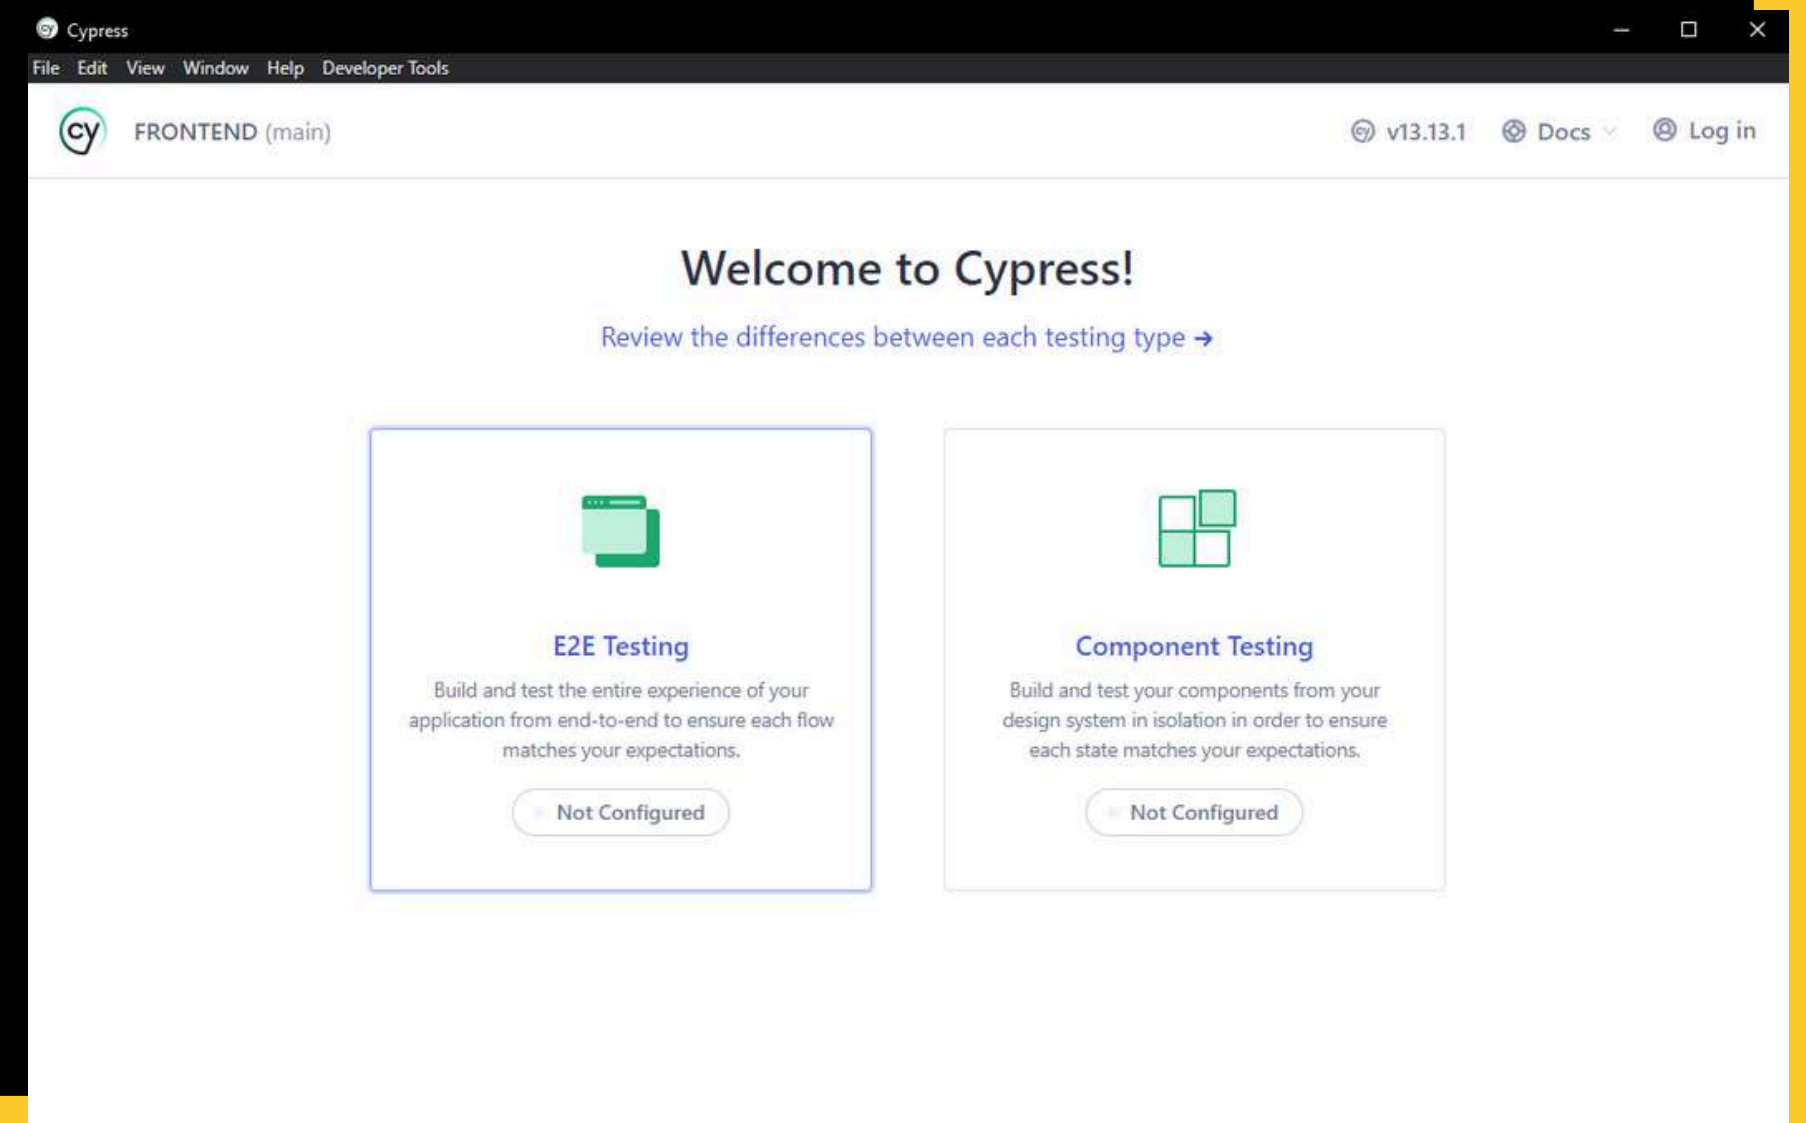 Cypress
File Edit View Window Help Developer Tools
cy FRONTEND (main) v13.13.1 Docs Log in
Welcome to Cypress!
Review the differences between each testing type →
E2E Testing
Build and test the entire experience of your
application from end-to-end to ensure each flow
matches your expectations.
Not Configured
Component Testing
Build and test your components from your
design system in isolation in order to ensure
each state matches your expectations.
Not Configured